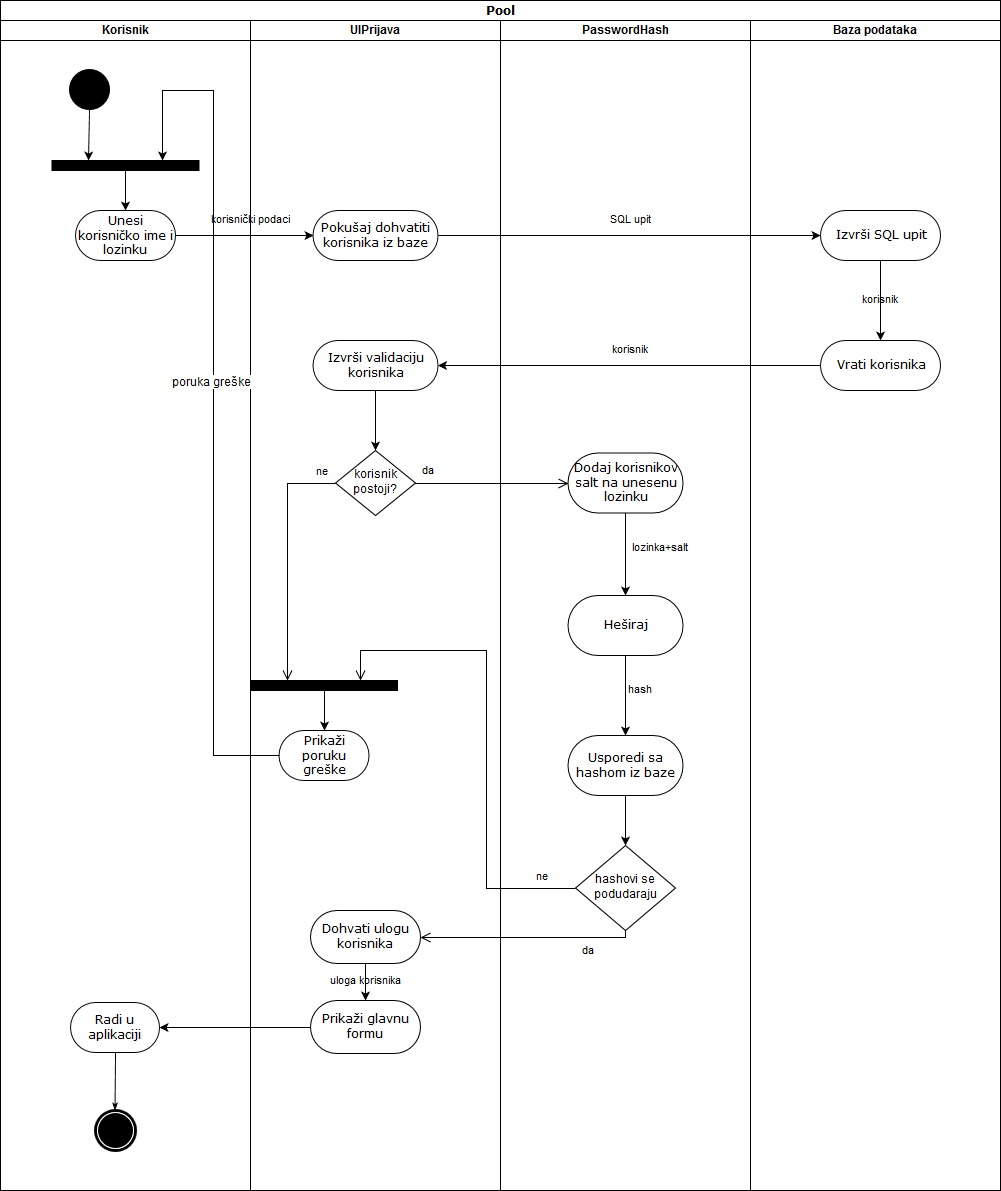 Pool
Korisnik
UIPrijava
PasswordHash
Baza podataka
Unesi
korisničko ime i
lozinku
korisnički podaci
Pokušaj dohvatiti
korisnika iz baze
SQL upit
Izvrši SQL upit
korisnik
Vrati korisnika
korisnik
Izvrši validaciju
korisnika
poruka greške
korisnik
postoji?
ne
da
Dodaj korisnikov
salt na unesenu
lozinku
lozinka+salt
Heširaj
hash
Usporedi sa
hashom iz baze
Prikaži
poruku
greške
hashovi se
podudaraju
ne
da
Dohvati ulogu
korisnika
uloga korisnika
Prikaži glavnu
formu
Radi u
aplikaciji